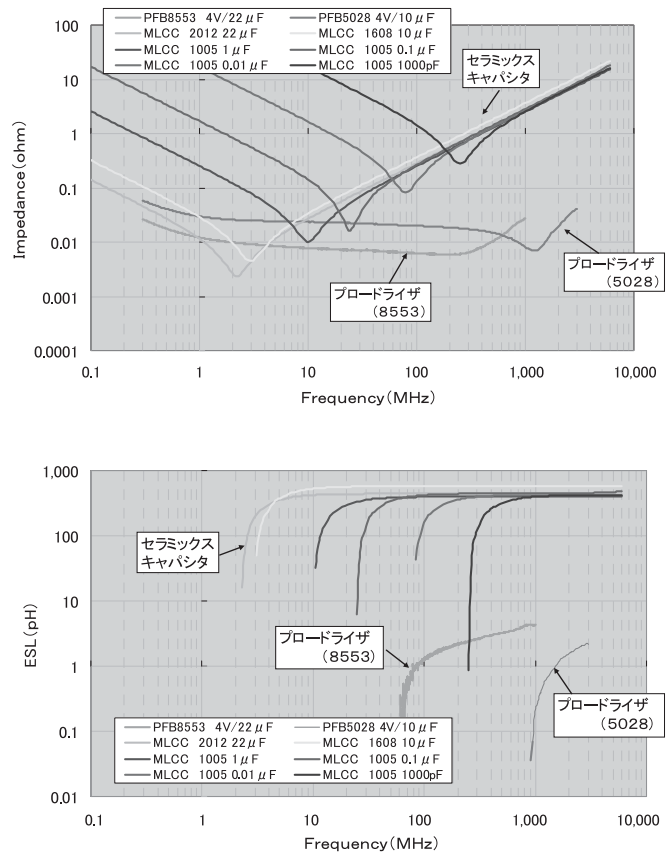 PFB8553 4V/22μF
PFB5028 4V/10μF
MLCC 2012 22μF
MLCC 1608 10μF
MLCC 1005 1μF
MLCC 1005 0.1μF
MLCC 1005 0.01μF
MLCC 1005 1000pF
セラミックス
キャパシタ
プロードライザ
(8553)
プロードライザ
(5028)
Impedance(ohm)
100
10
1
0.1
0.01
0.001
0.0001
0.1
1
10
100
1,000
10,000
Frequency(MHz)
ESL(pH)
1,000
100
10
1
0.1
0.01
セラミックス
キャパシタ
プロードライザ
(8553)
プロードライザ
(5028)
PFB8553 4V/22μF
PFB5028 4V/10μF
MLCC 2012 22μF
MLCC 1608 10μF
MLCC 1005 1μF
MLCC 1005 0.1μF
MLCC 1005 0.01μF
MLCC 1005 1000pF
0.1
1
10
100
1,000
10,000
Frequency(MHz)